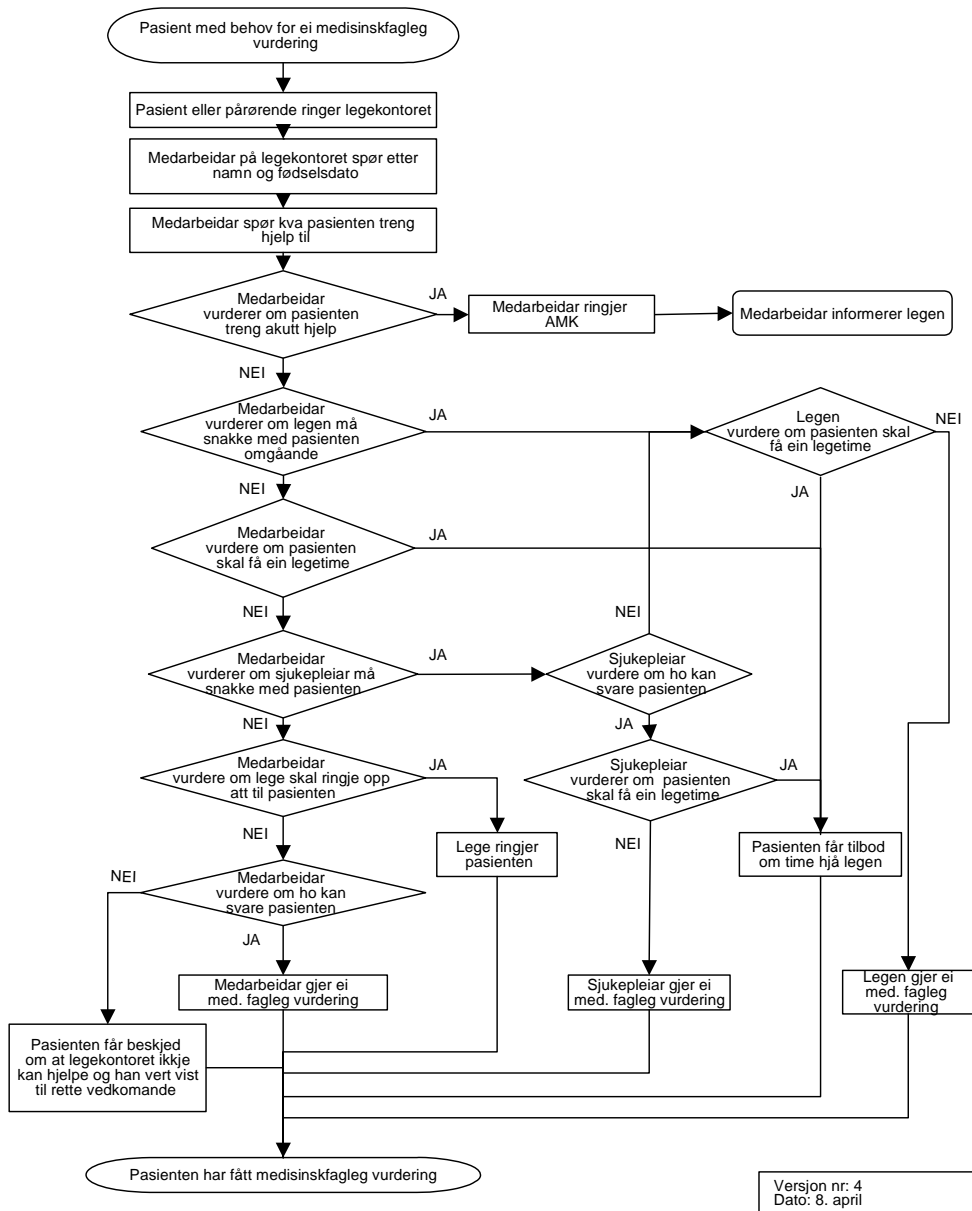 Pasient med behov for ei medisinskfagleg
vurdering
Pasient eller pårørende ringer legekontoret
Medarbeidar på legekontoret spør etter
namn og fødselsdato
Medarbeidar spør kva pasienten treng
hjelp til
Medarbeidar
vurderer om pasienten
treng akutt hjelp
JA
Medarbeidar ringjer
AMK
Medarbeidar informerer legen
NEI
Medarbeidar
vurderer om legen må
snakke med pasienten
omgåande
JA
Legen
vurdere om pasienten skal
få ein legetime
NEI
JA
NEI
Medarbeidar
vurdere om pasienten
skal få ein legetime
JA
NEI
Medarbeidar
vurderer om sjukepleiar må
snakke med pasienten
JA
NEI
Sjukepleiar
vurdere om ho kan
svare pasienten
JA
NEI
Medarbeidar
vurdere om lege skal ringje opp
att til pasienten
JA
Sjukepleiar
vurderer om  pasienten
skal få ein legetime
JA
NEI
Lege ringjer
pasienten
NEI
Pasienten får tilbod
om time hjå legen
Medarbeidar
vurdere om ho kan
svare pasienten
NEI
JA
Medarbeidar gjer ei
med. fagleg vurdering
Sjukepleiar gjer ei
med. fagleg vurdering
Legen gjer ei
med. fagleg
vurdering
Pasienten får beskjed
om at legekontoret ikkje
kan hjelpe og han vert vist
til rette vedkomande
Pasienten har fått medisinskfagleg vurdering
Versjon nr: 4
Dato: 8. april